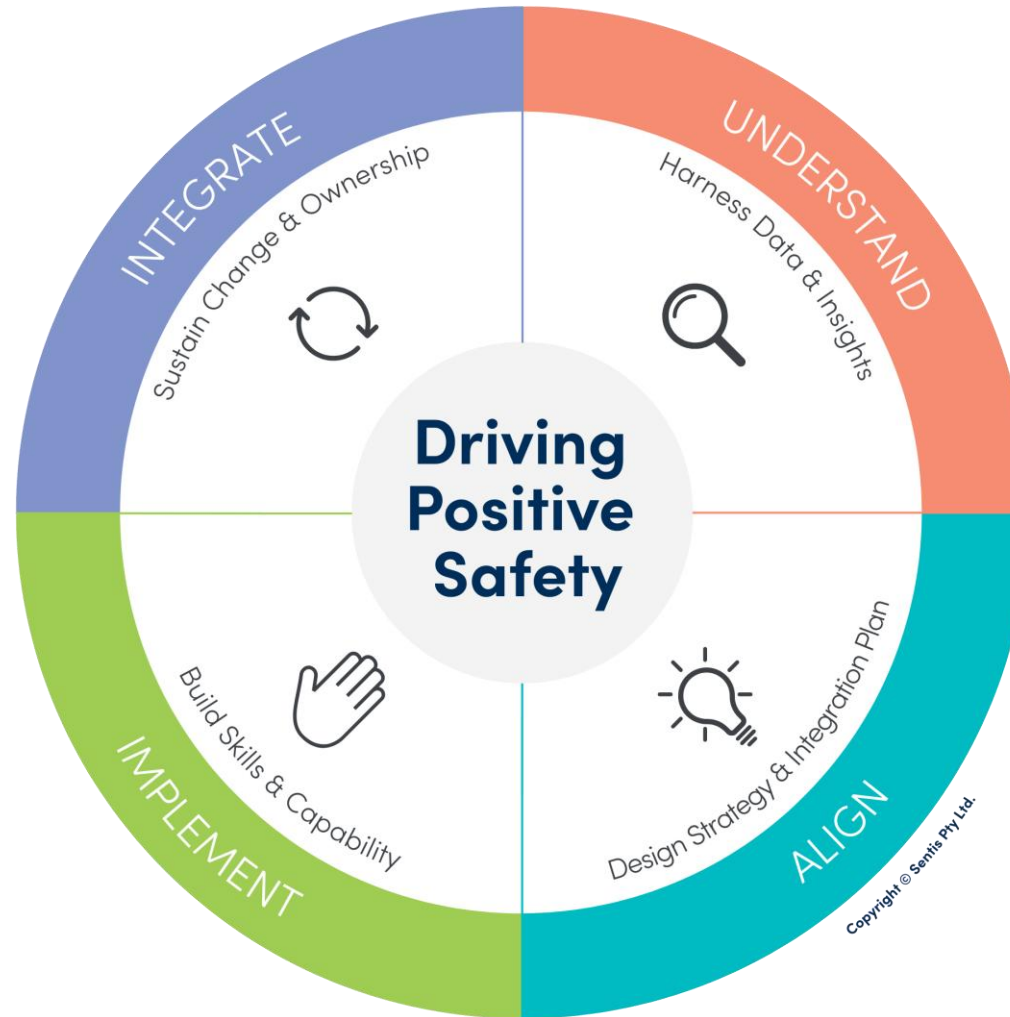 INTEGRATE
Sustain Change & Ownership
UNDERSTAND
Harness Data & Insights
Driving
Positive
Safety
IMPLEMENT
Build Skills & Capability
ALIGN
Design Strategy & Integration Plan
Copyright © Sentis Pty Ltd.